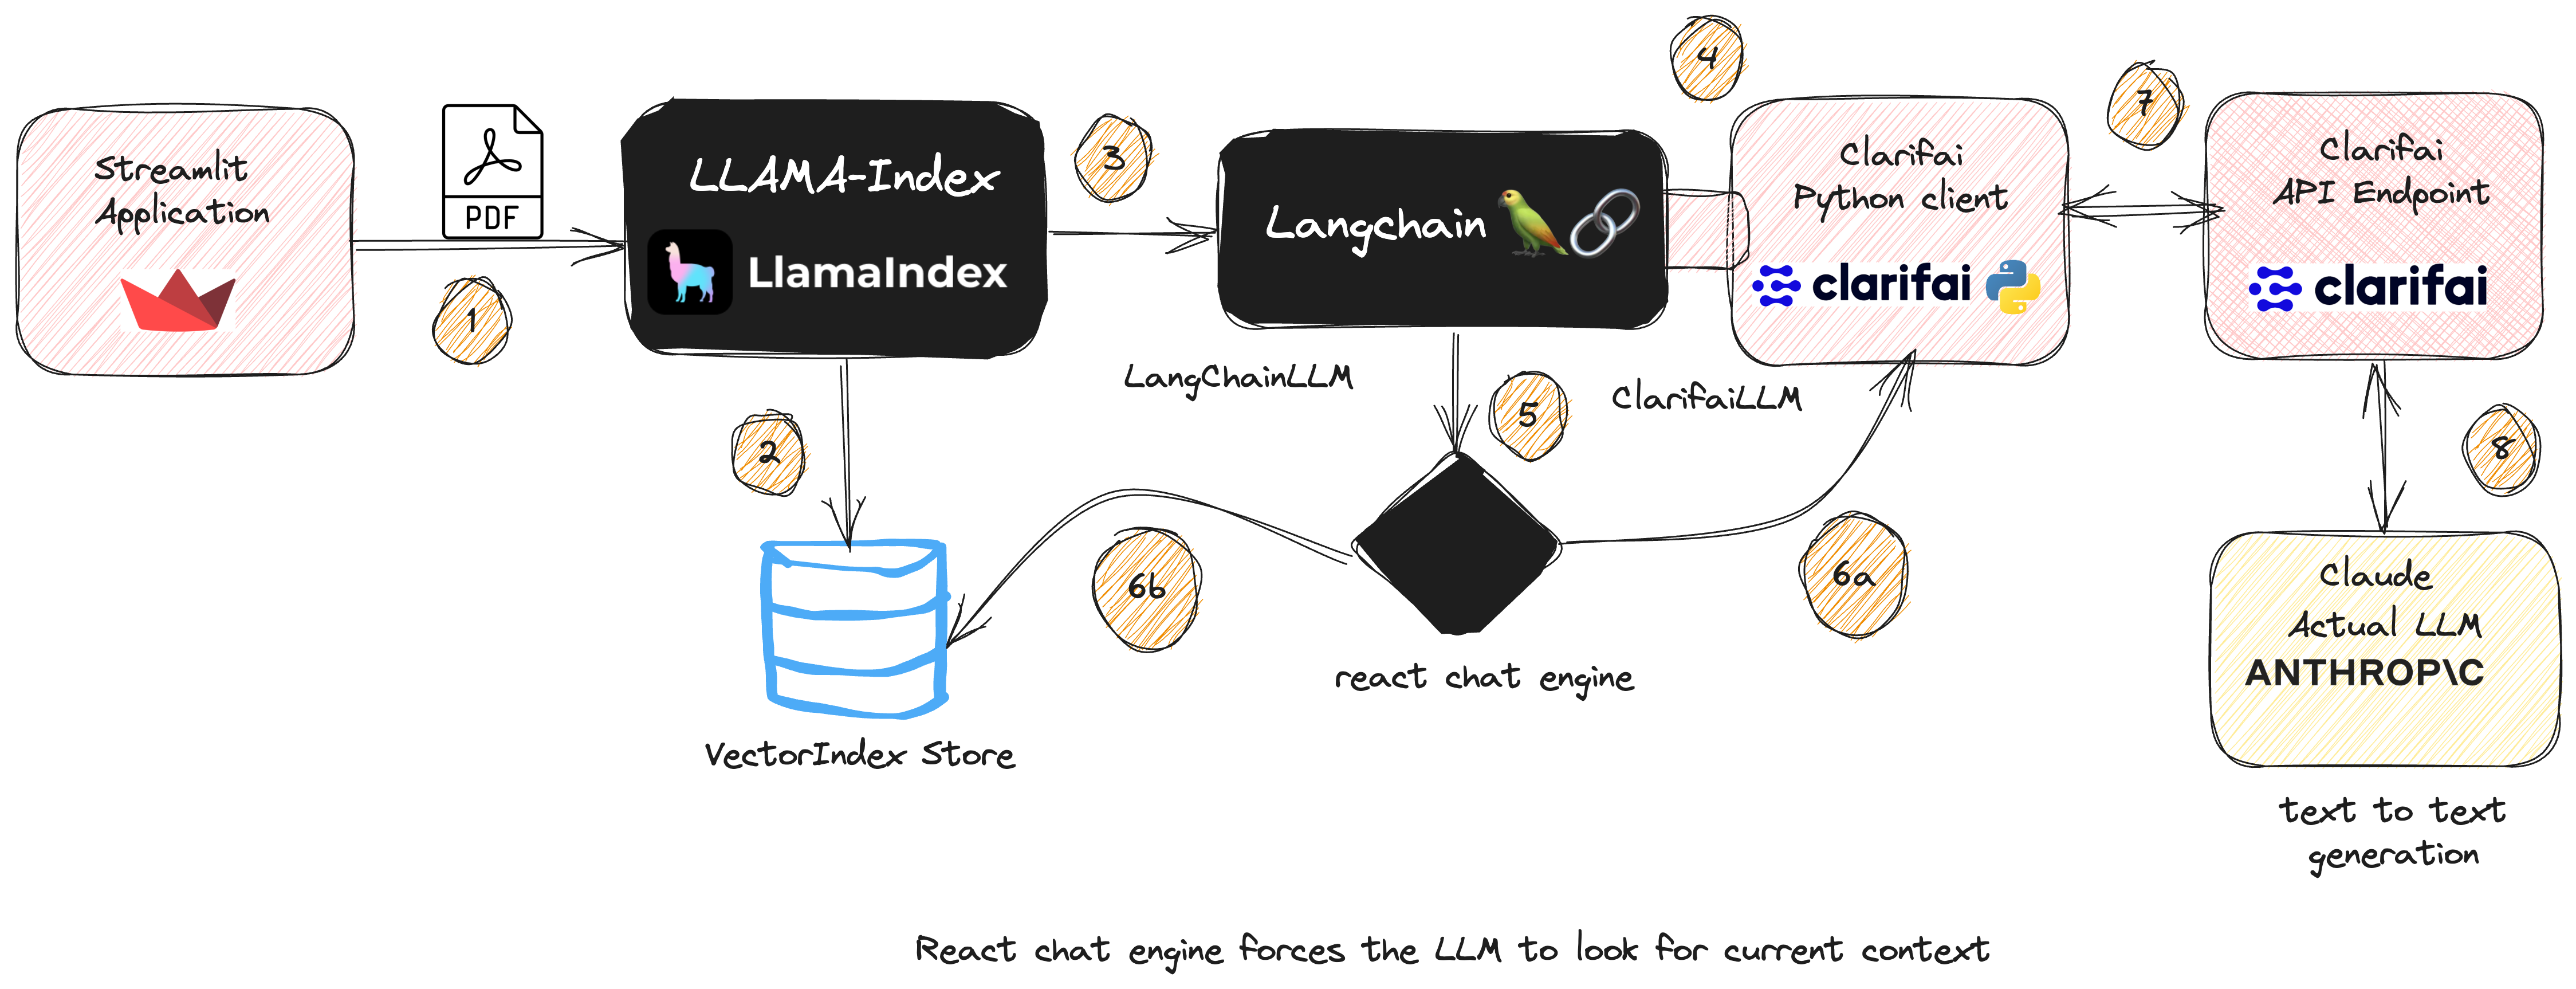 Streamlit
Application
PDF
1
LLAMA-Index
LlamaIndex
2
VectorIndex Store
3
Langchain
LangChainLLM
4
Clarifai
Python client
clarifai
ClarifaiLLM
5
react chat engine
6a
6b
7
Clarifai
API Endpoint
clarifai
8
Claude
Actual LLM
ANTHROP\C
text to text
generation
React chat engine forces the LLM to look for current context